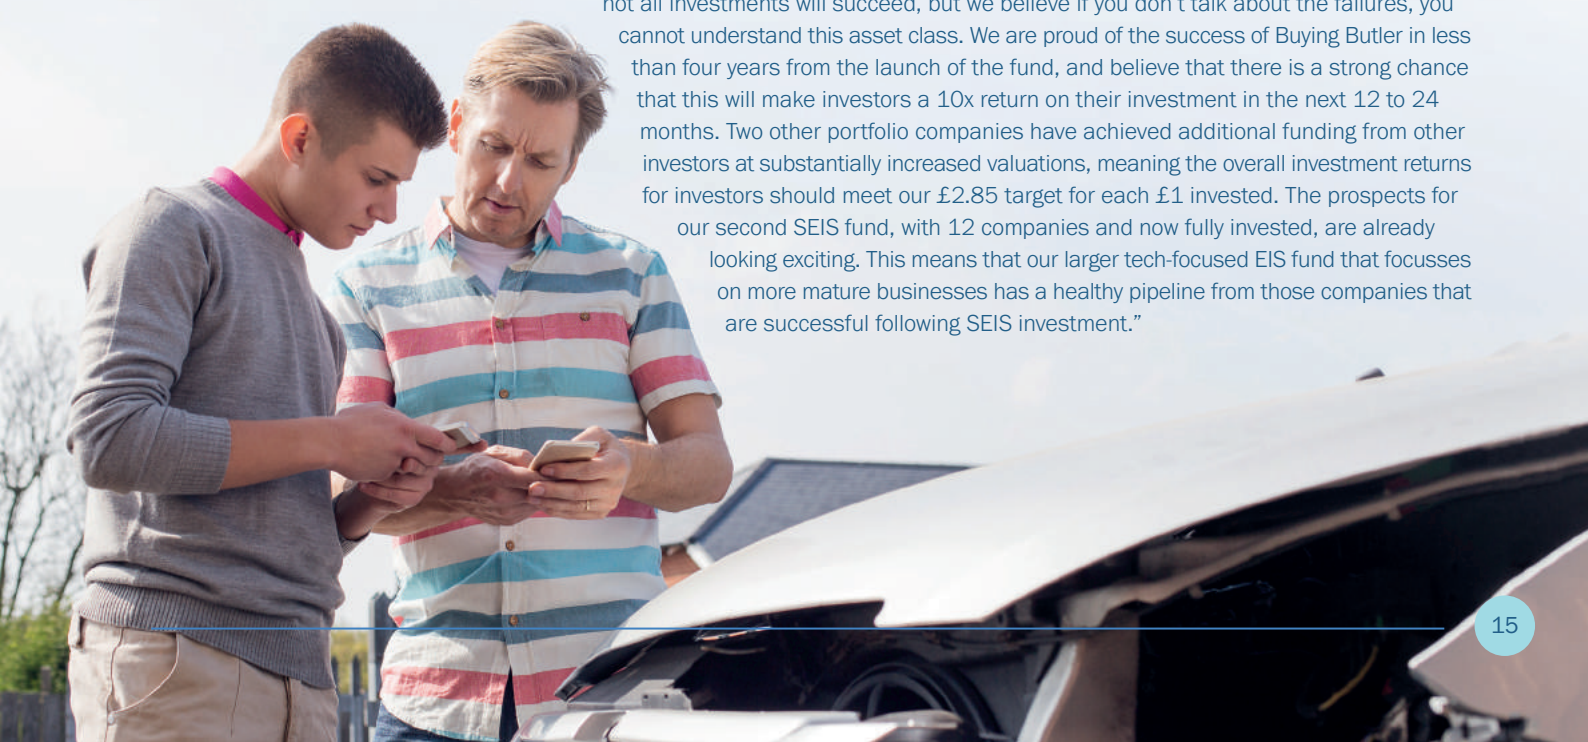 not all investments will succeed, but we believe if you don't talk about the failures, you
cannot understand this asset class. We are proud of the success of Buying Butler in less
than four years from the launch of the fund, and believe that there is a strong chance
that this will make investors a 10x return on their investment in the next 12 to 24
months. Two other portfolio companies have achieved additional funding from other
investors at substantially increased valuations, meaning the overall investment returns
for investors should meet our £2.85 target for each £1 invested. The prospects for
our second SEIS fund, with 12 companies and now fully invested, are already
looking exciting. This means that our larger tech-focused EIS fund that focusses
on more mature businesses has a healthy pipeline from those companies that
are successful following SEIS investment.”
15